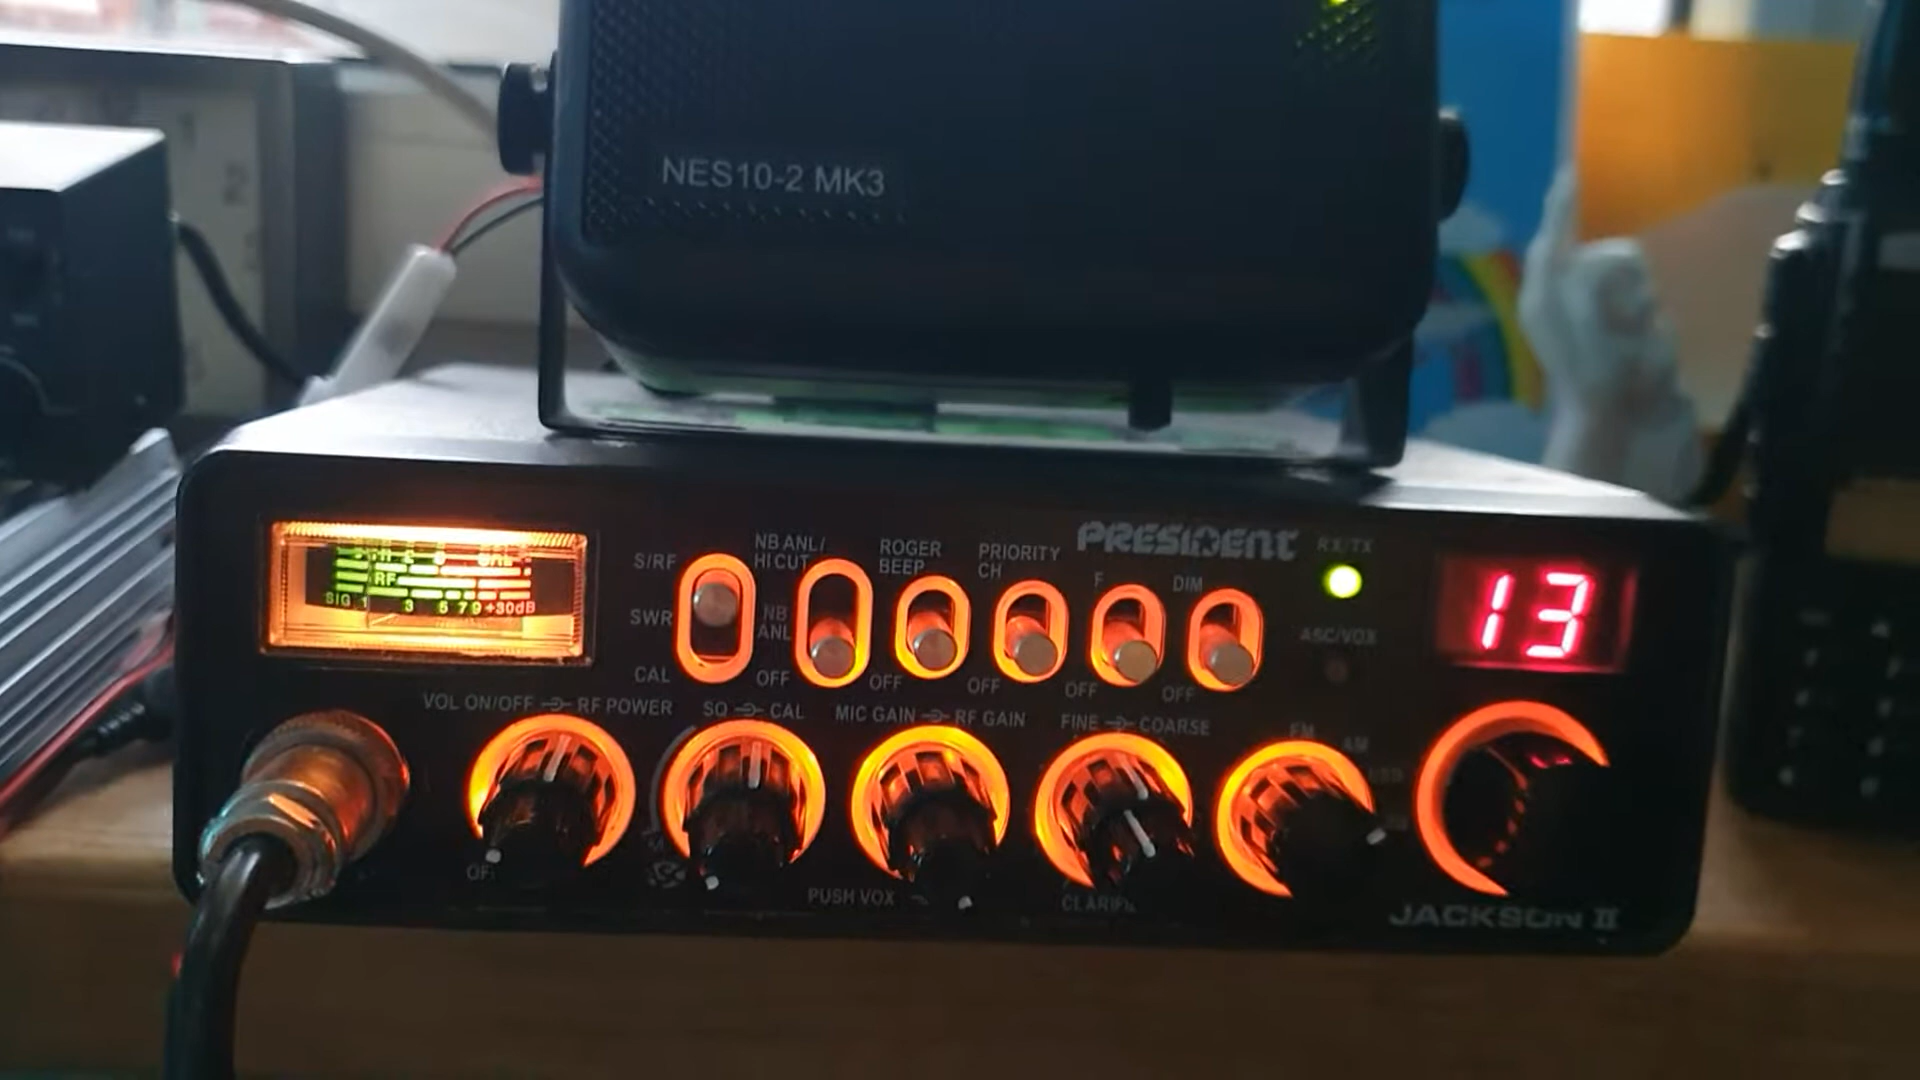 NES10-2 MK3
PRESIDENT
S/RF
SWR
CAL
NB ANL/
HI CUT
NB
ANL
OFF
ROGER
BEEP
OFF
PRIORITY
CH
OFF
F
OFF
DIM
OFF
RX/TX
ASC/VOX
13
RF
SIG 1 3 5 7 9 +30dB
VOL ON/OFF RF POWER
SQ CAL
MIC GAIN RF GAIN
FINE COARSE
FM
AM
USB
PUSH VOX
JACKSON II